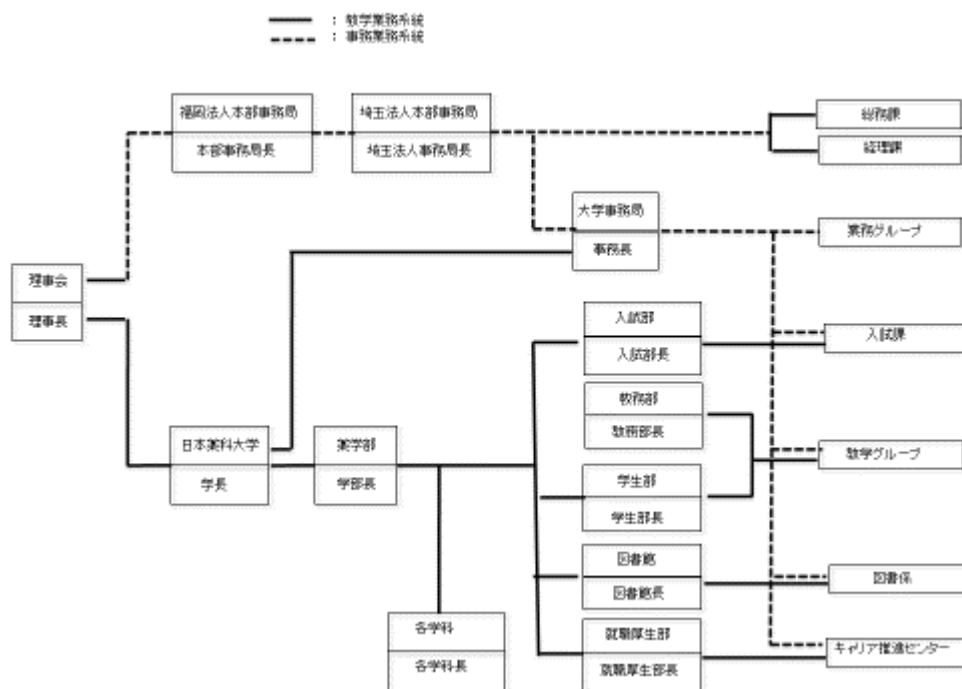 ：教学業務系統
：事務業務系統
福岡法人本部事務局
本部事務局長
埼玉法人本部事務局
埼玉法人事務局長
総務課
経理課
大学事務局
事務長
業務グループ
理事会
理事長
入試部
入試部長
入試課
教務部
教務部長
日本薬科大学
学長
薬学部
学部長
教学グループ
学生部
学生部長
図書館
図書館長
図書係
各学科
各学科長
就職厚生部
就職厚生部長
キャリア推進センター